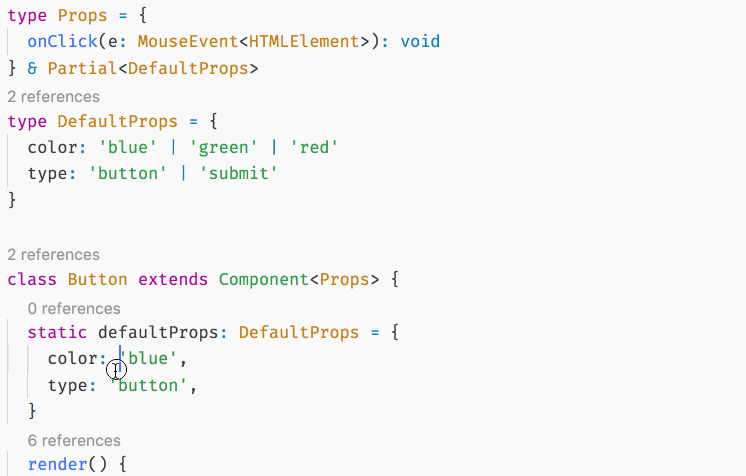 type Props = {
  onClick(e: MouseEvent<HTMLElement>): void
} & Partial<DefaultProps>
2 references
type DefaultProps = {
  color: 'blue' | 'green' | 'red'
  type: 'button' | 'submit'
}
2 references
class Button extends Component<Props> {
  0 references
  static defaultProps: DefaultProps = {
    color: 'blue',
    type: 'button',
  }
  6 references
  render() {